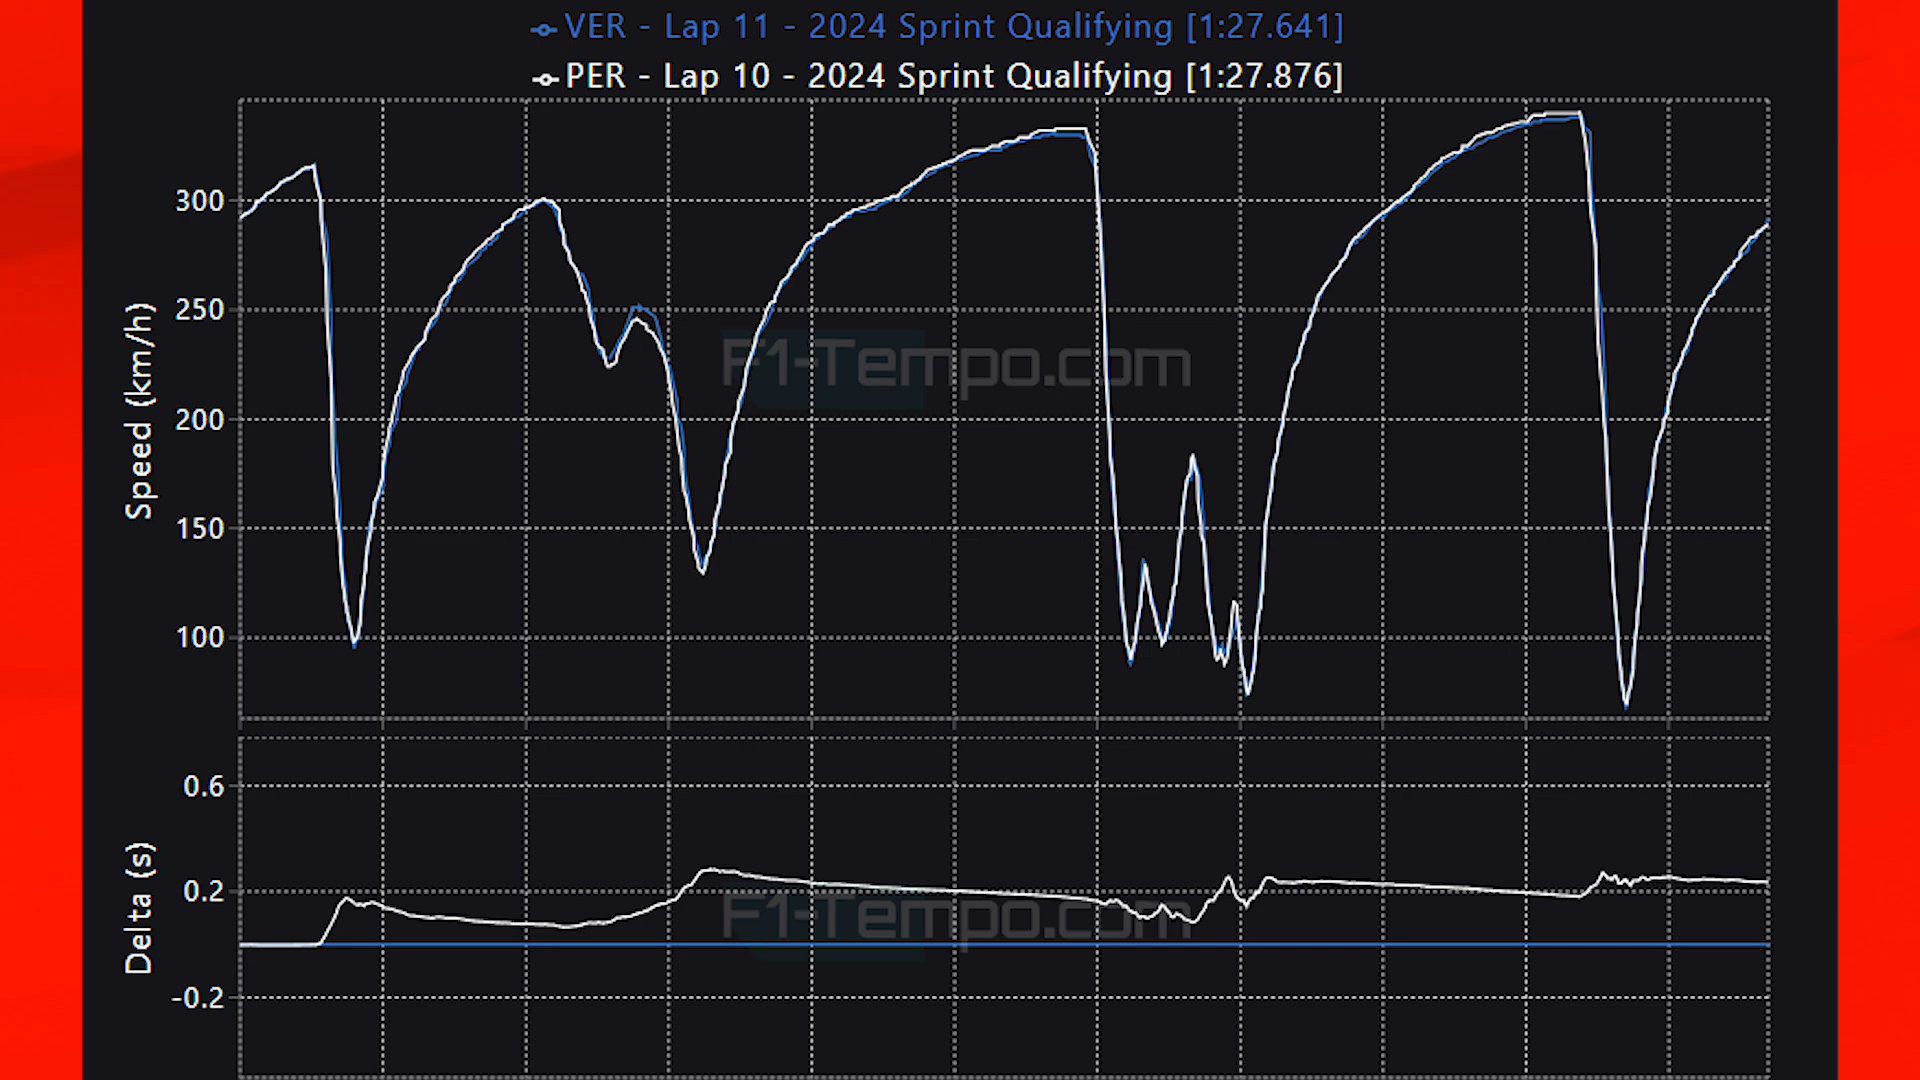 VER - Lap 11 - 2024 Sprint Qualifying [1:27.641]
PER - Lap 10 - 2024 Sprint Qualifying [1:27.876]
300
250
200
150
100
Speed (km/h)
F1-Tempo.com
0.6
0.2
-0.2
Delta (s)
F1-Tempo.com